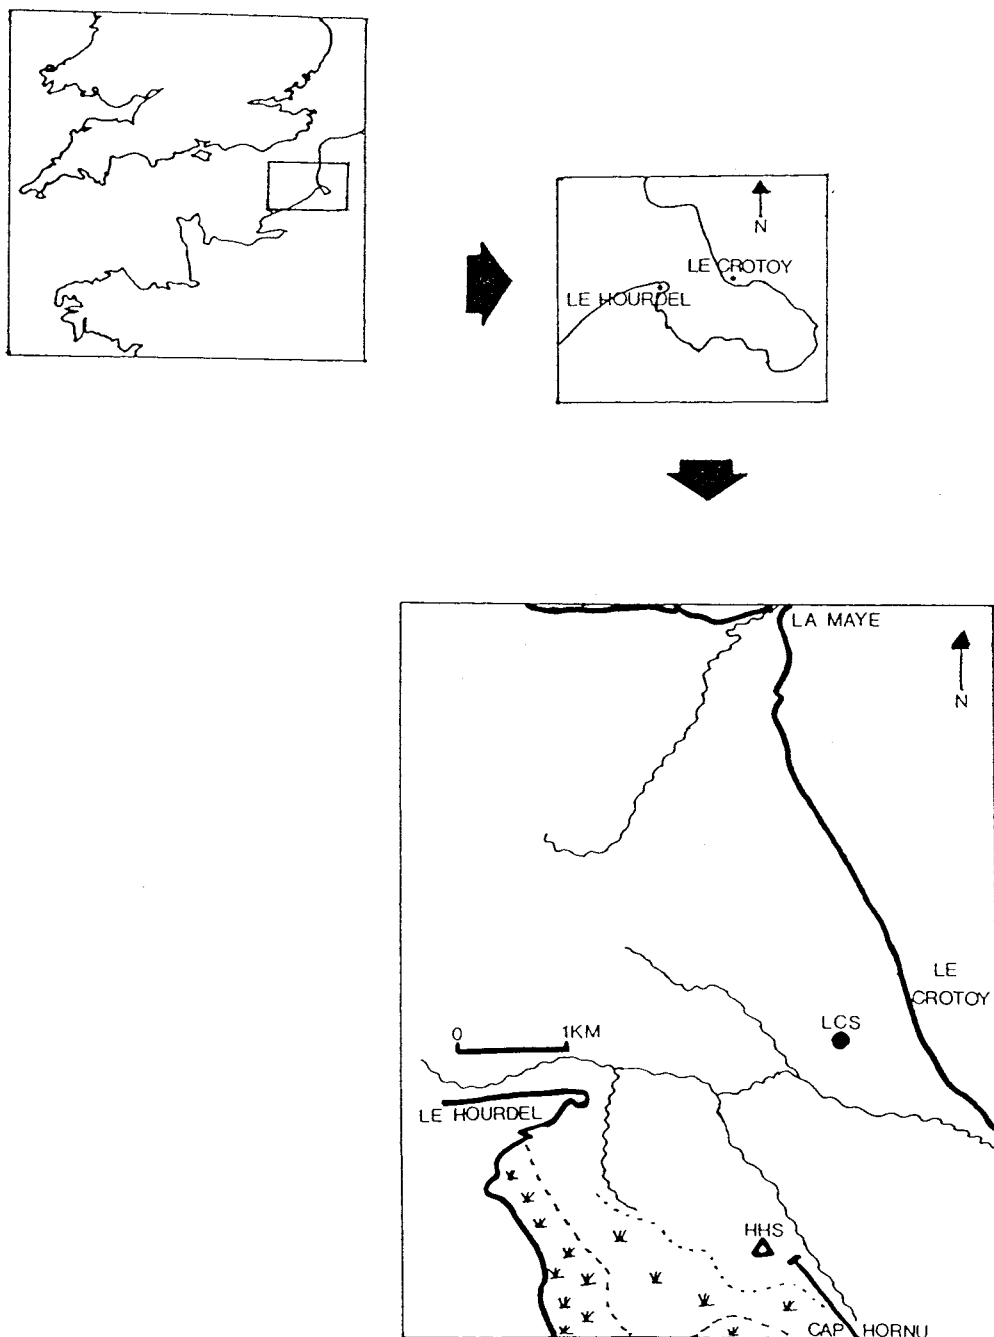 N
LE CROTOY
LE HOURDEL
LA MAYE
N
LE
CROTOY
LCS
0 1KM
LE HOURDEL
HHS
CAP HORNU